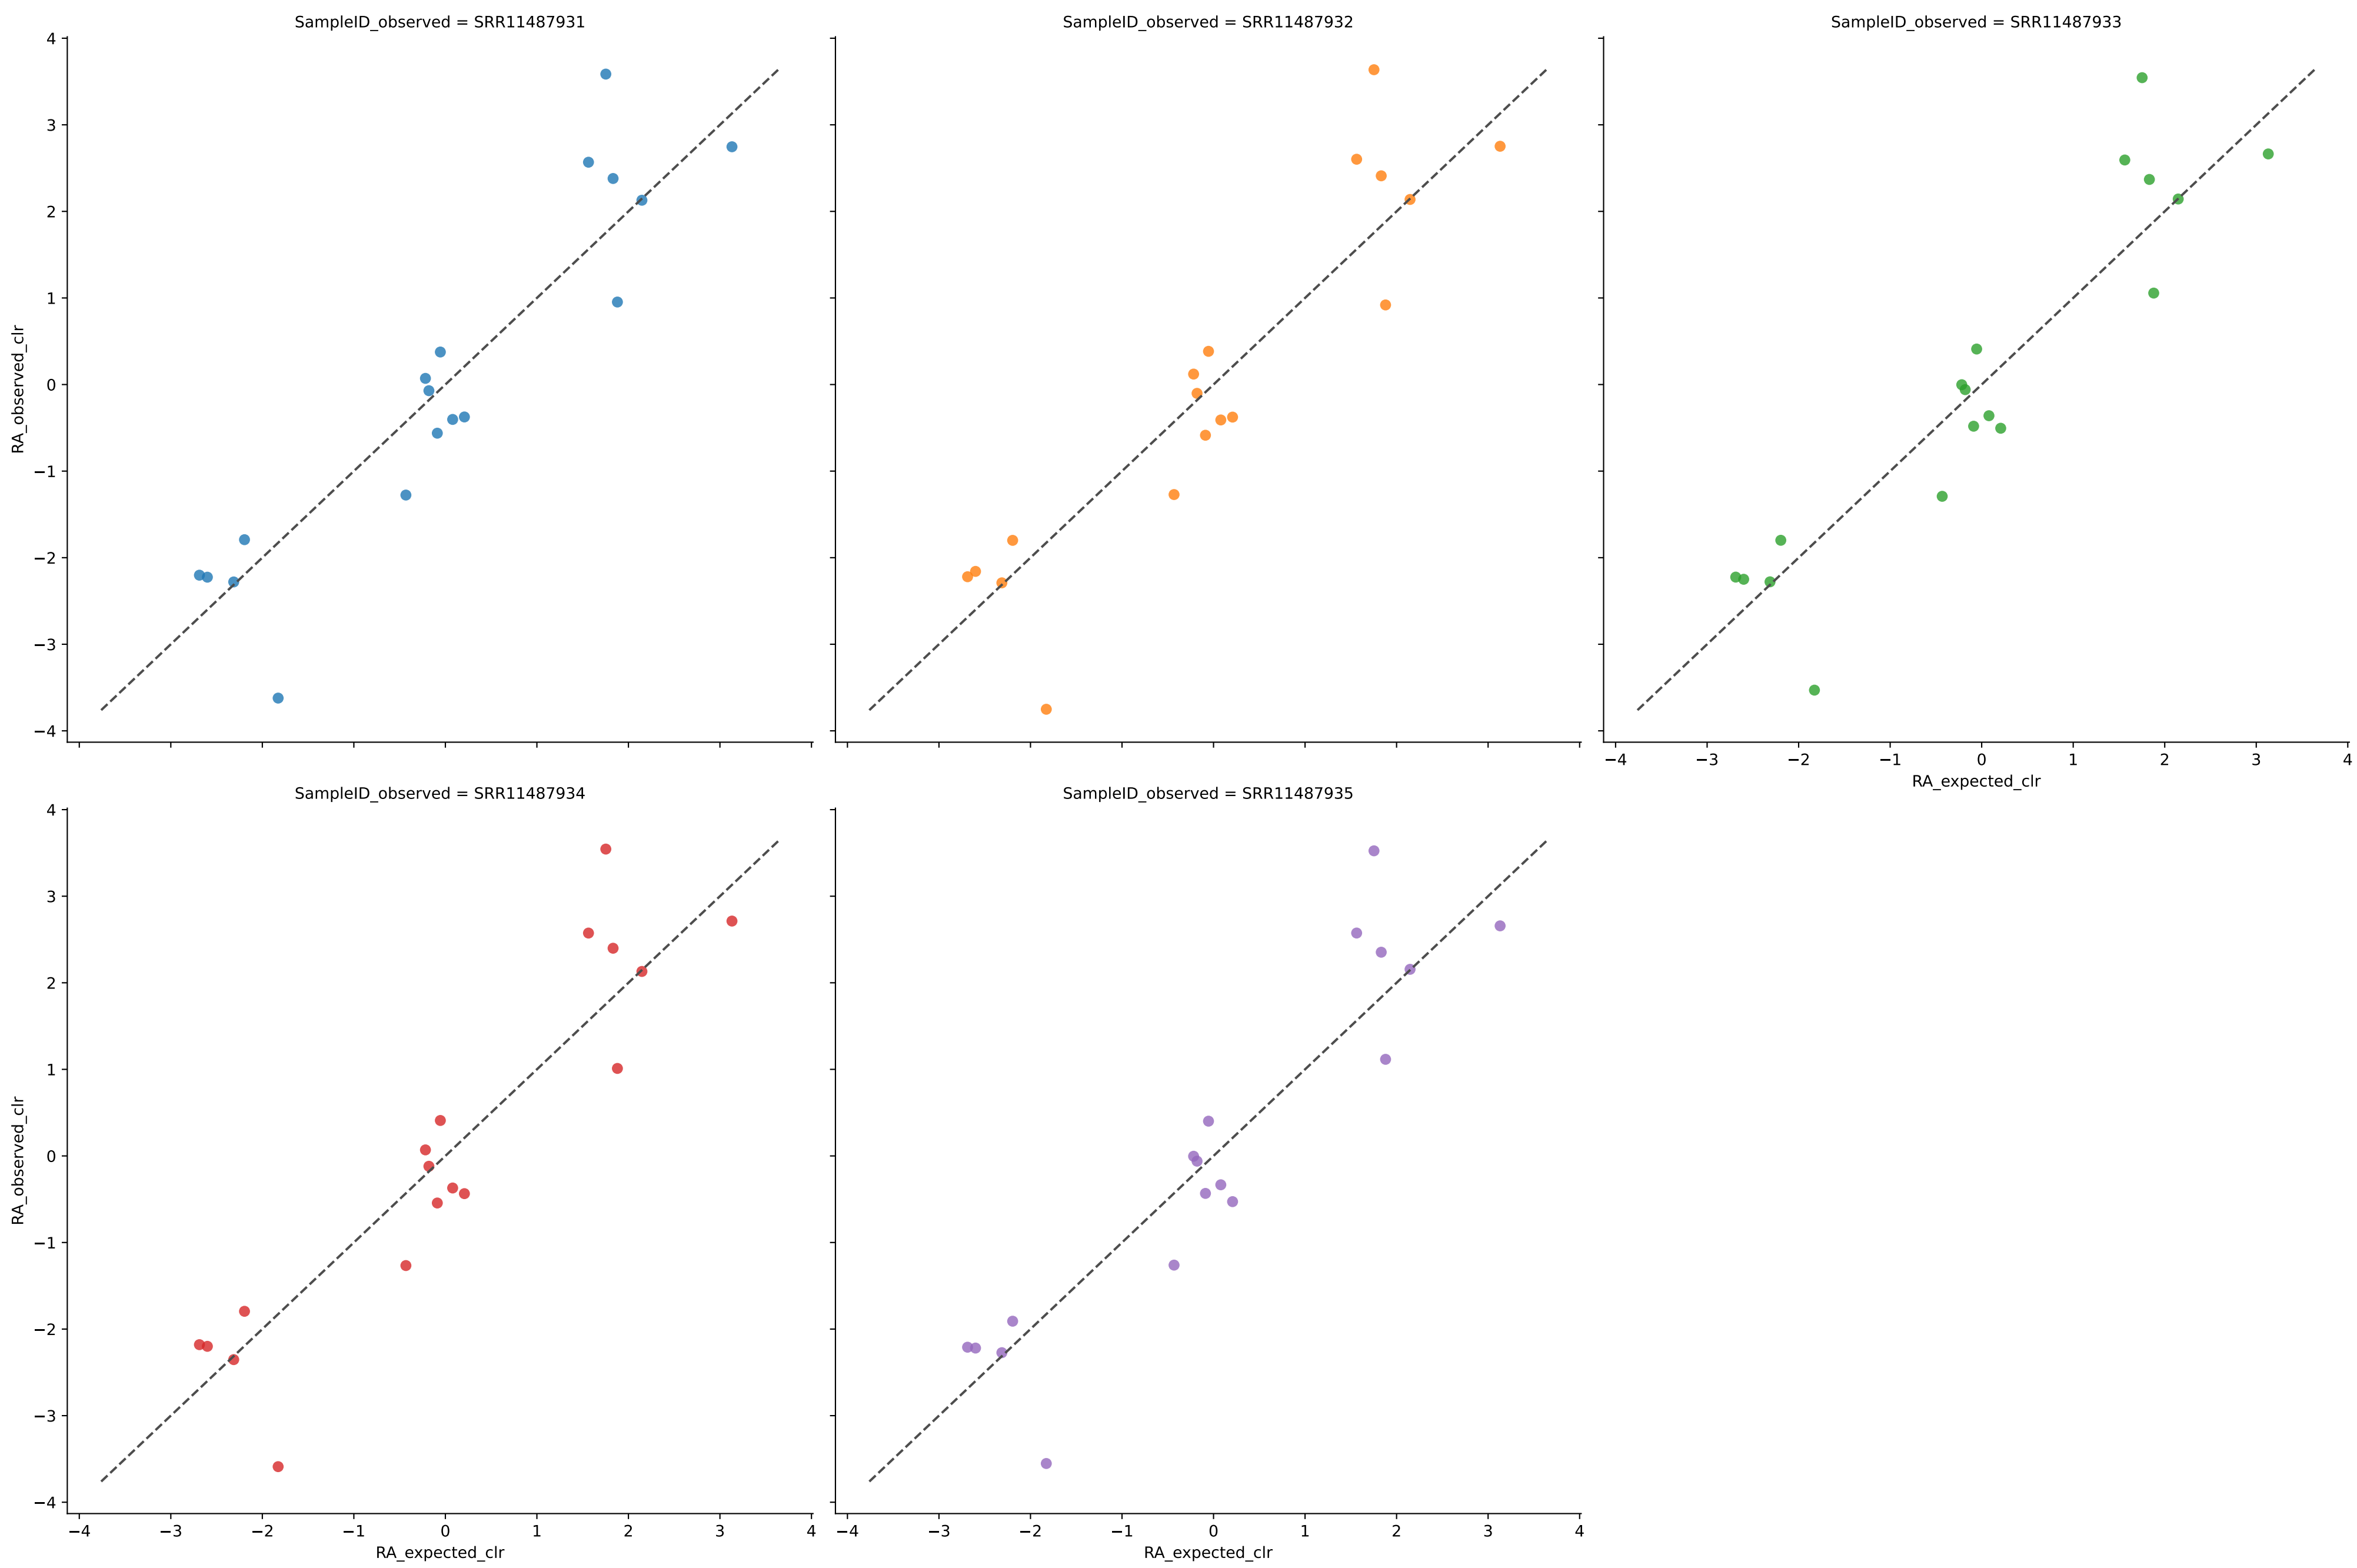 SampleID_observed = SRR11487931
SampleID_observed = SRR11487932
SampleID_observed = SRR11487933
4
3
2
1
0
−1
−2
−3
−4
RA_observed_clr
−4 −3 −2 −1 0 1 2 3 4
RA_expected_clr
SampleID_observed = SRR11487934
SampleID_observed = SRR11487935
4
3
2
1
0
−1
−2
−3
−4
RA_observed_clr
−4 −3 −2 −1 0 1 2 3 4
RA_expected_clr
−4 −3 −2 −1 0 1 2 3 4
RA_expected_clr